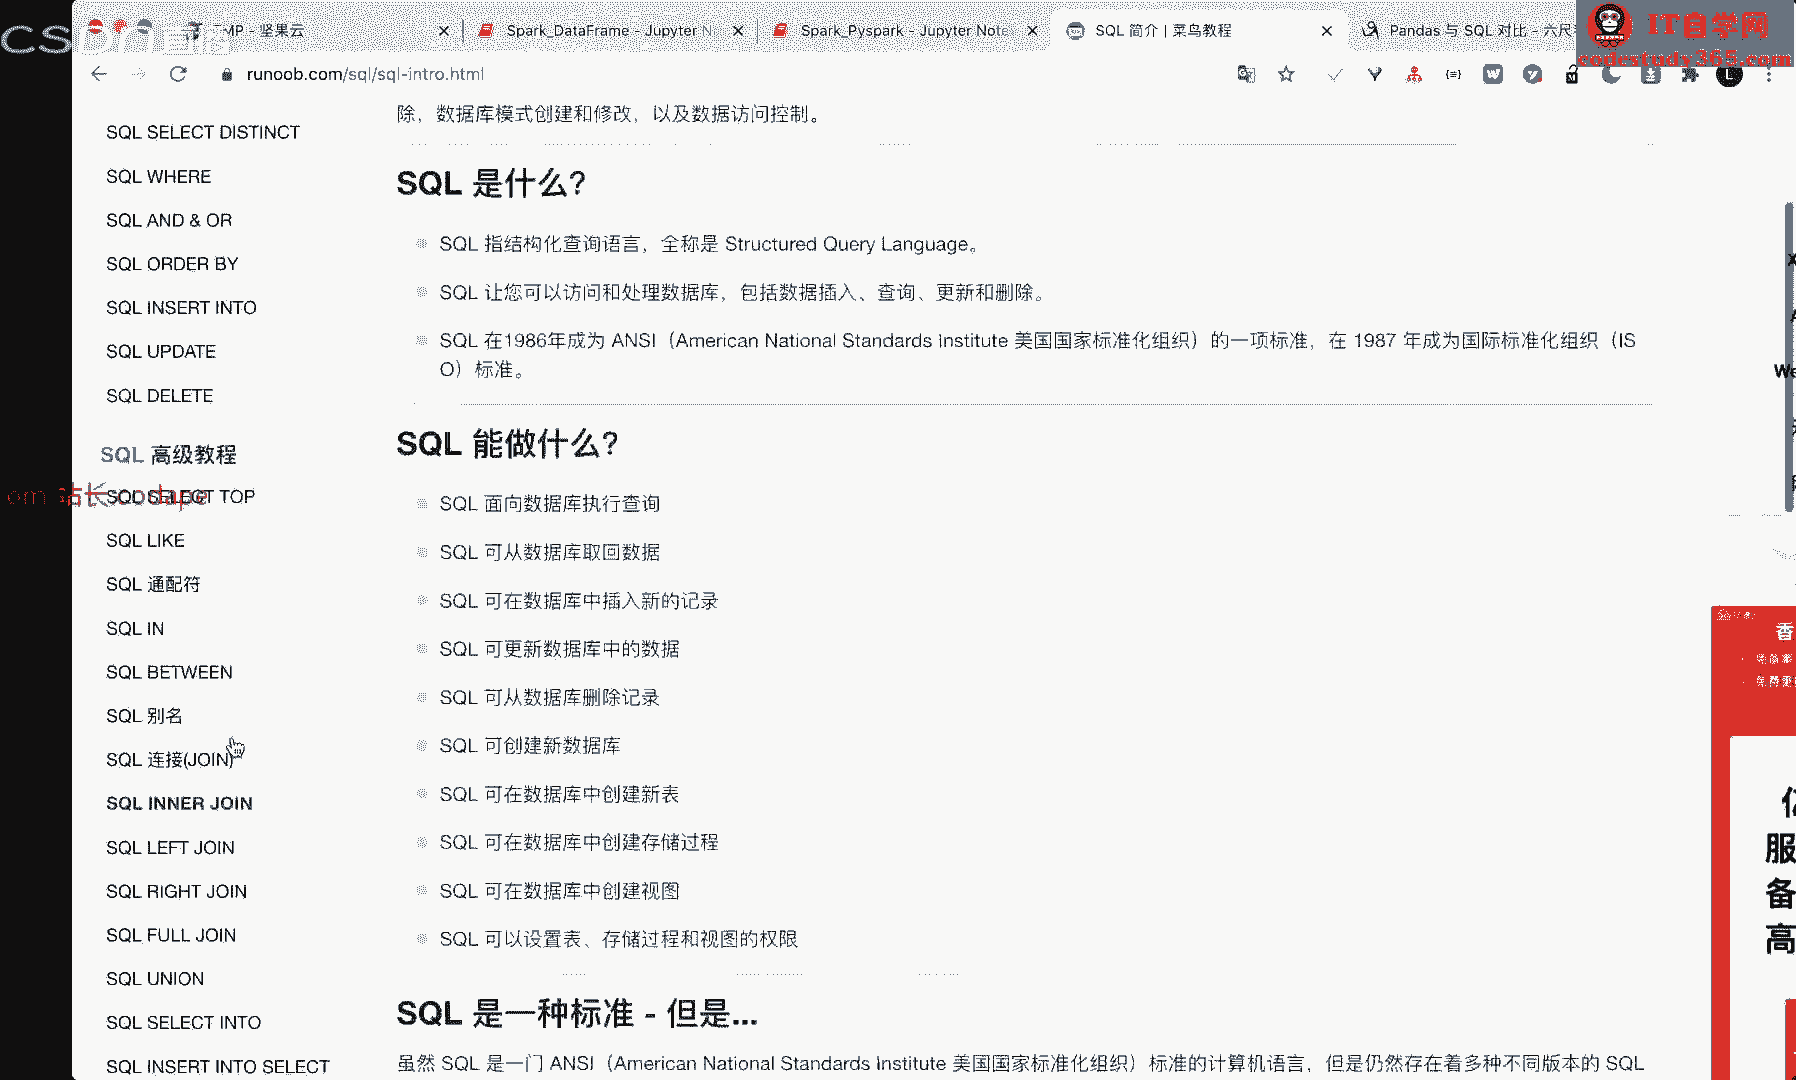 MP - 坚果云
Spark_DataFrame - Jupyter N
Spark_Pyspark - Jupyter Note
SQL 简介 | 菜鸟教程
Pandas 与 SQL 对比 - 六尺
IT自学网
codestudy365.com
runoob.com/sql/sql-intro.html
SQL SELECT DISTINCT
SQL WHERE
SQL AND & OR
SQL ORDER BY
SQL INSERT INTO
SQL UPDATE
SQL DELETE
SQL 高级教程
SQL SELECT TOP
om 站长codape
SQL LIKE
SQL 通配符
SQL IN
SQL BETWEEN
SQL 别名
SQL 连接(JOIN)
SQL INNER JOIN
SQL LEFT JOIN
SQL RIGHT JOIN
SQL FULL JOIN
SQL UNION
SQL SELECT INTO
SQL INSERT INTO SELECT
除，数据库模式创建和修改，以及数据访问控制。
SQL 是什么?
SQL 指结构化查询语言，全称是 Structured Query Language。
SQL 让您可以访问和处理数据库，包括数据插入、查询、更新和删除。
SQL 在1986年成为 ANSI（American National Standards Institute 美国国家标准化组织）的一项标准，在 1987 年成为国际标准化组织（IS
O）标准。
SQL 能做什么?
SQL 面向数据库执行查询
SQL 可从数据库取回数据
SQL 可在数据库中插入新的记录
SQL 可更新数据库中的数据
SQL 可从数据库删除记录
SQL 可创建新数据库
SQL 可在数据库中创建新表
SQL 可在数据库中创建存储过程
SQL 可在数据库中创建视图
SQL 可以设置表、存储过程和视图的权限
SQL 是一种标准 - 但是...
虽然 SQL 是一门 ANSI（American National Standards Institute 美国国家标准化组织）标准的计算机语言，但是仍然存在着多种不同版本的 SQL
We
香
服
备
高